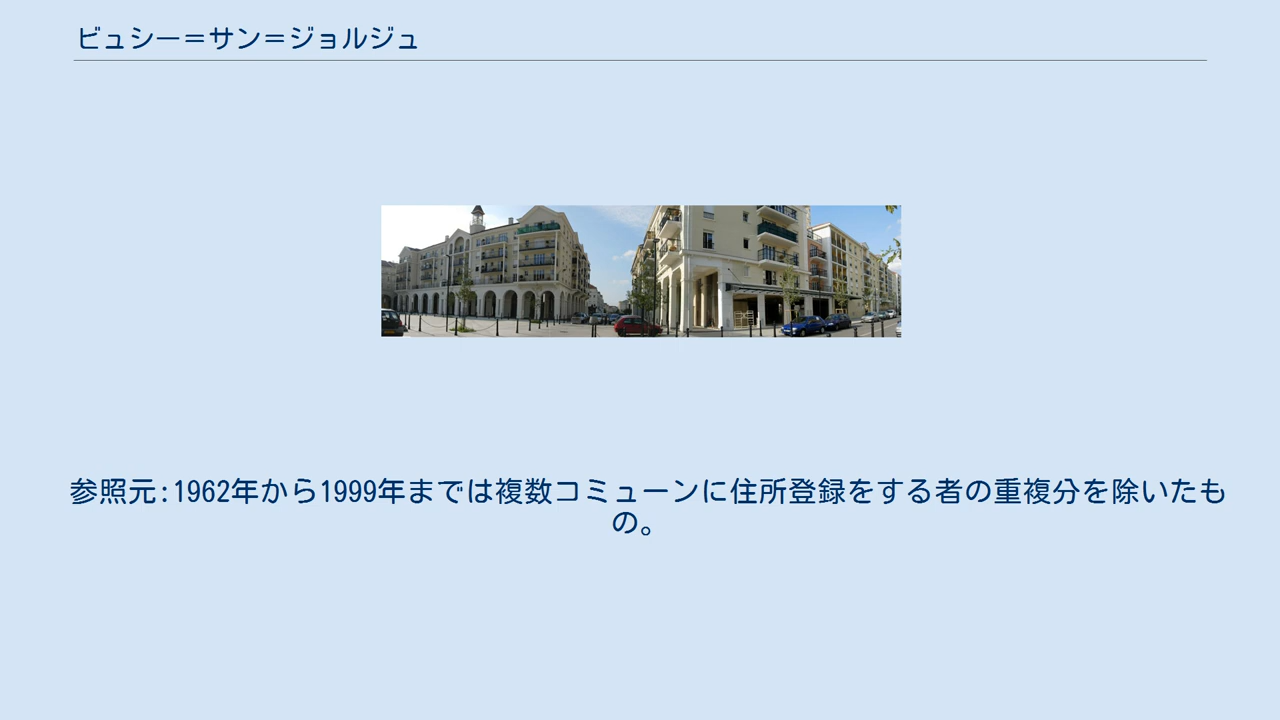 ビュシー＝サン＝ジョルジュ
参照元:1962年から1999年までは複数コミューンに住所登録をする者の重複分を除いたも
の。